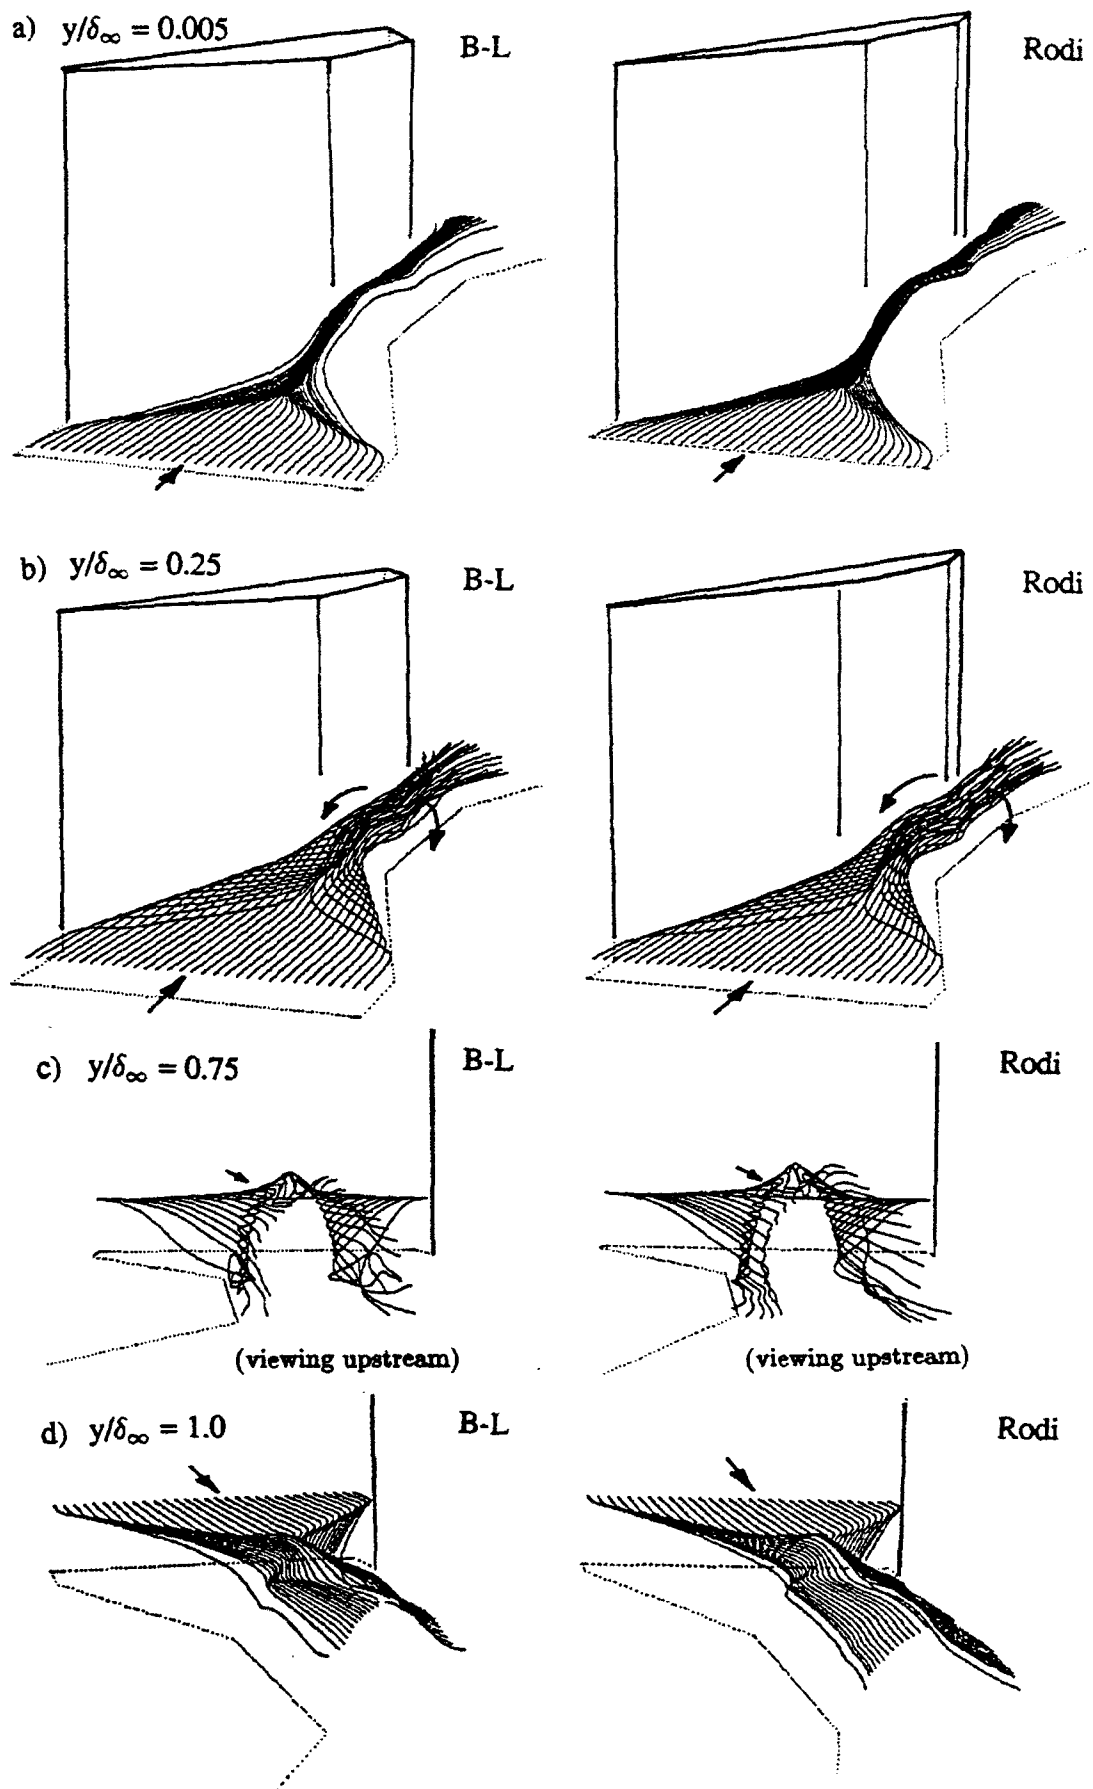 a) y/δ∞ = 0.005
B-L
Rodi
b) y/δ∞ = 0.25
B-L
Rodi
c) y/δ∞ = 0.75
B-L
Rodi
(viewing upstream)
(viewing upstream)
d) y/δ∞ = 1.0
B-L
Rodi